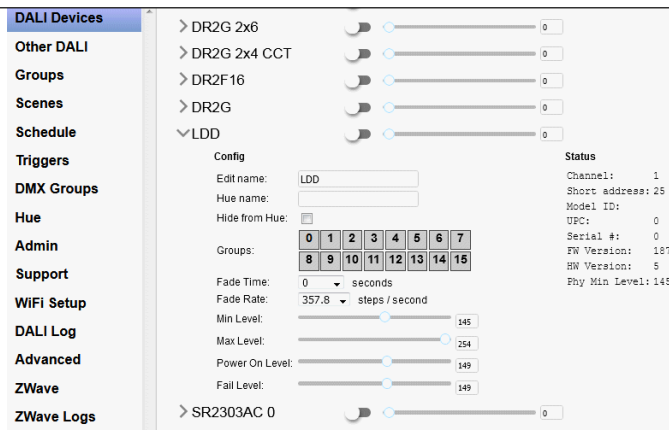 DALI Devices
Other DALI
Groups
Scenes
Schedule
Triggers
DMX Groups
Hue
Admin
Support
WiFi Setup
DALI Log
Advanced
ZWave
ZWave Logs
DR2G 2x6 0
DR2G 2x4 CCT 0
DR2F16 0
DR2G 0
LDD 0
Config
Edit name: LDD
Hue name:
Hide from Hue:
Groups:
0 1 2 3 4 5 6 7
8 9 10 11 12 13 14 15
Fade Time: 0 seconds
Fade Rate: 357.8 steps / second
Min Level: 145
Max Level: 254
Power On Level: 149
Fail Level: 149
Status
Channel: 1
Short address: 25
Model ID:
UPC: 0
Serial #: 0
FW Version: 187
HW Version: 5
Phy Min Level: 145
SR2303AC 0 0